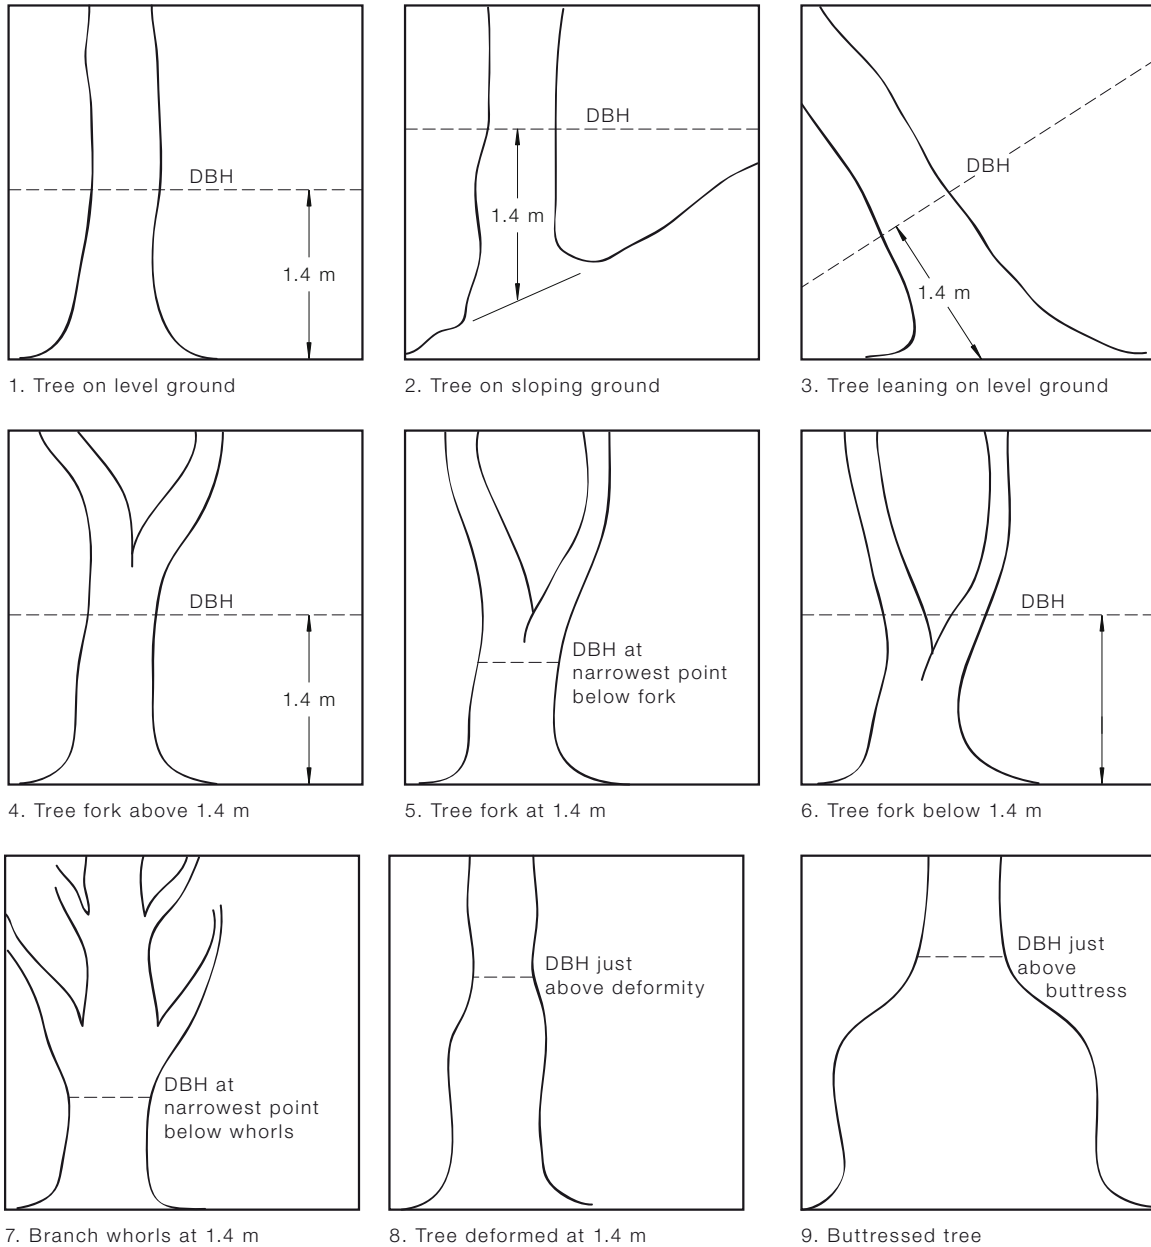 DBH
1.4 m
1. Tree on level ground
DBH
1.4 m
2. Tree on sloping ground
DBH
1.4 m
3. Tree leaning on level ground
DBH
1.4 m
4. Tree fork above 1.4 m
DBH at
narrowest point
below fork
5. Tree fork at 1.4 m
DBH
6. Tree fork below 1.4 m
DBH at
narrowest point
below whorls
7. Branch whorls at 1.4 m
DBH just
above deformity
8. Tree deformed at 1.4 m
DBH just
above
buttress
9. Buttressed tree